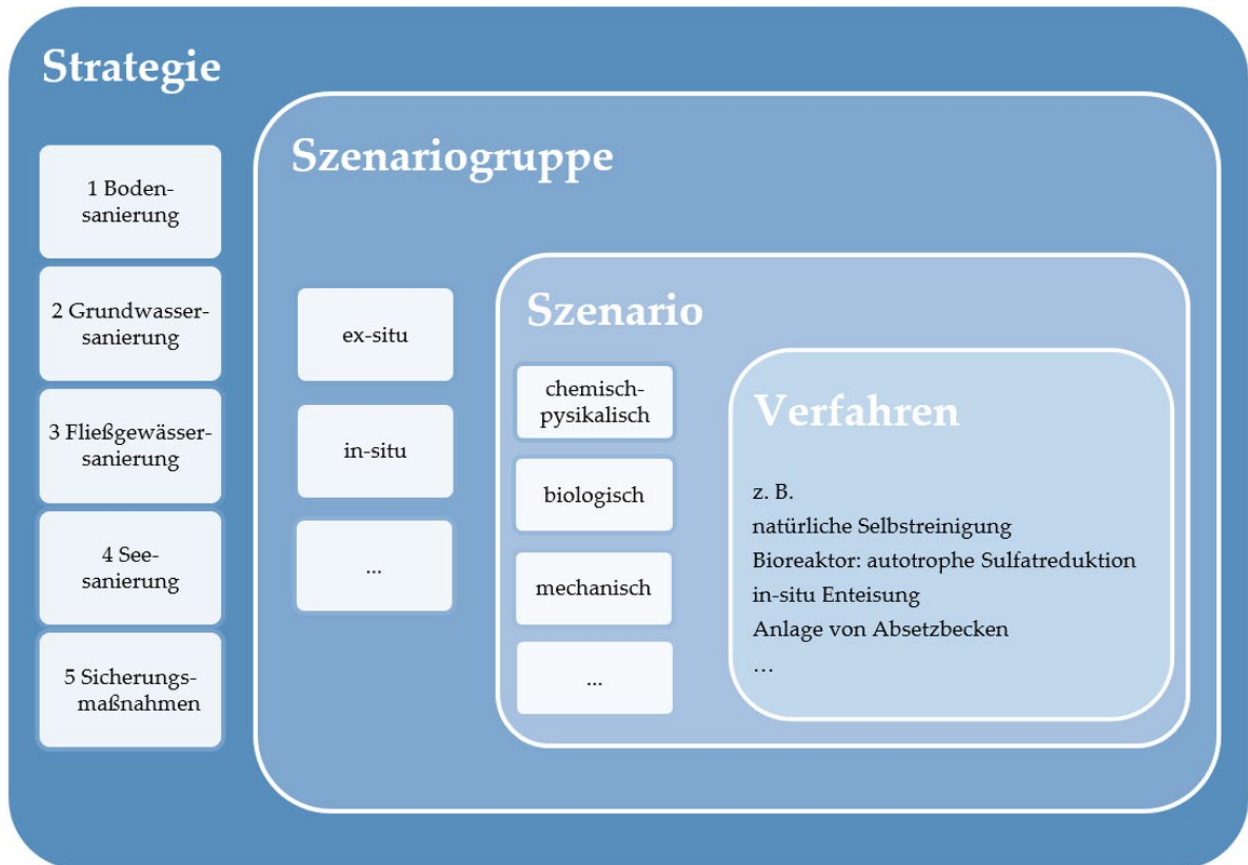 Strategie
1 Boden-
sanierung
2 Grundwasser-
sanierung
3 Fließgewässer-
sanierung
4 See-
sanierung
5 Sicherungs-
maßnahmen
Szenariogruppe
ex-situ
in-situ
...
Szenario
chemisch-
pysikalisch
biologisch
mechanisch
...
Verfahren
z. B.
natürliche Selbstreinigung
Bioreaktor: autotrophe Sulfatreduktion
in-situ Enteisung
Anlage von Absetzbecken
…